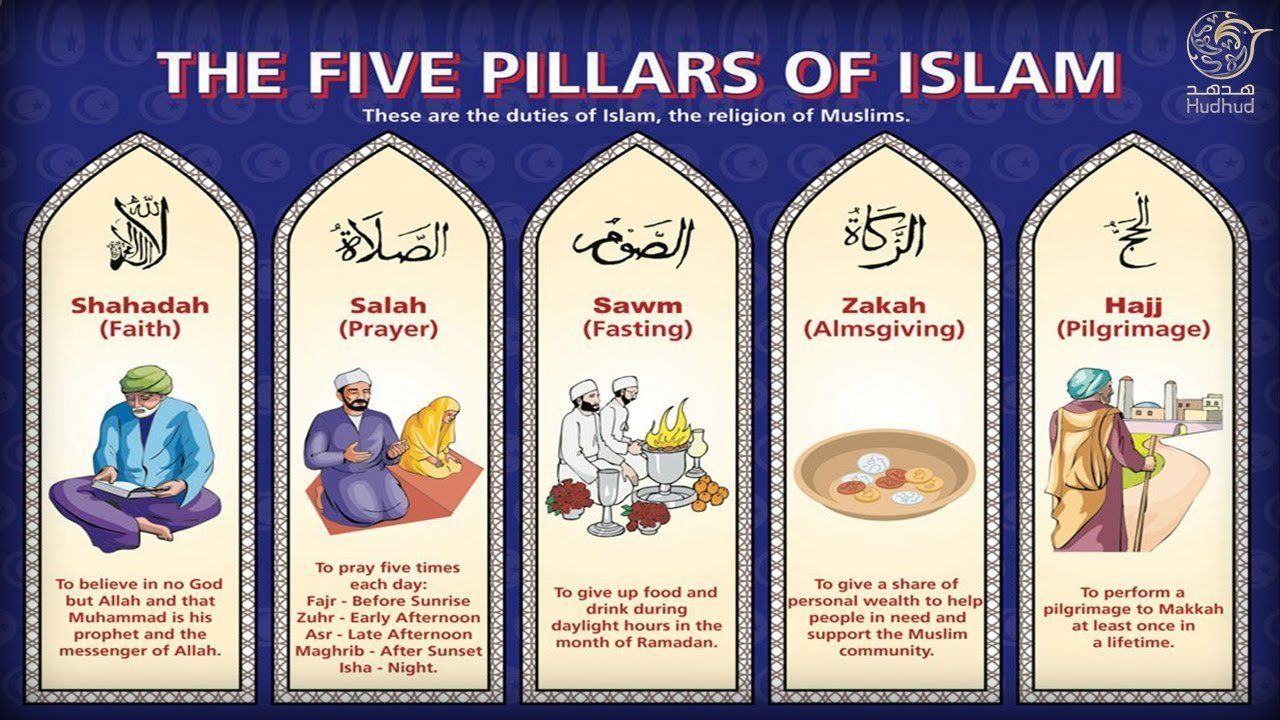 THE FIVE PILLARS OF ISLAM
هدهد
Hudhud
These are the duties of Islam, the religion of Muslims.
Shahadah
(Faith)
To believe in no God
but Allah and that
Muhammad is his
prophet and the
messenger of Allah.
الصَّلَاةُ
Salah
(Prayer)
To pray five times
each day:
Fajr - Before Sunrise
Zuhr - Early Afternoon
Asr - Late Afternoon
Maghrib - After Sunset
Isha - Night.
الصَّوْمُ
Sawm
(Fasting)
To give up food and
drink during
daylight hours in the
month of Ramadan.
الزَّكَاةُ
Zakah
(Almsgiving)
To give a share of
personal wealth to help
people in need and
support the Muslim
community.
الْحَجُّ
Hajj
(Pilgrimage)
To perform a
pilgrimage to Makkah
at least once in
a lifetime.